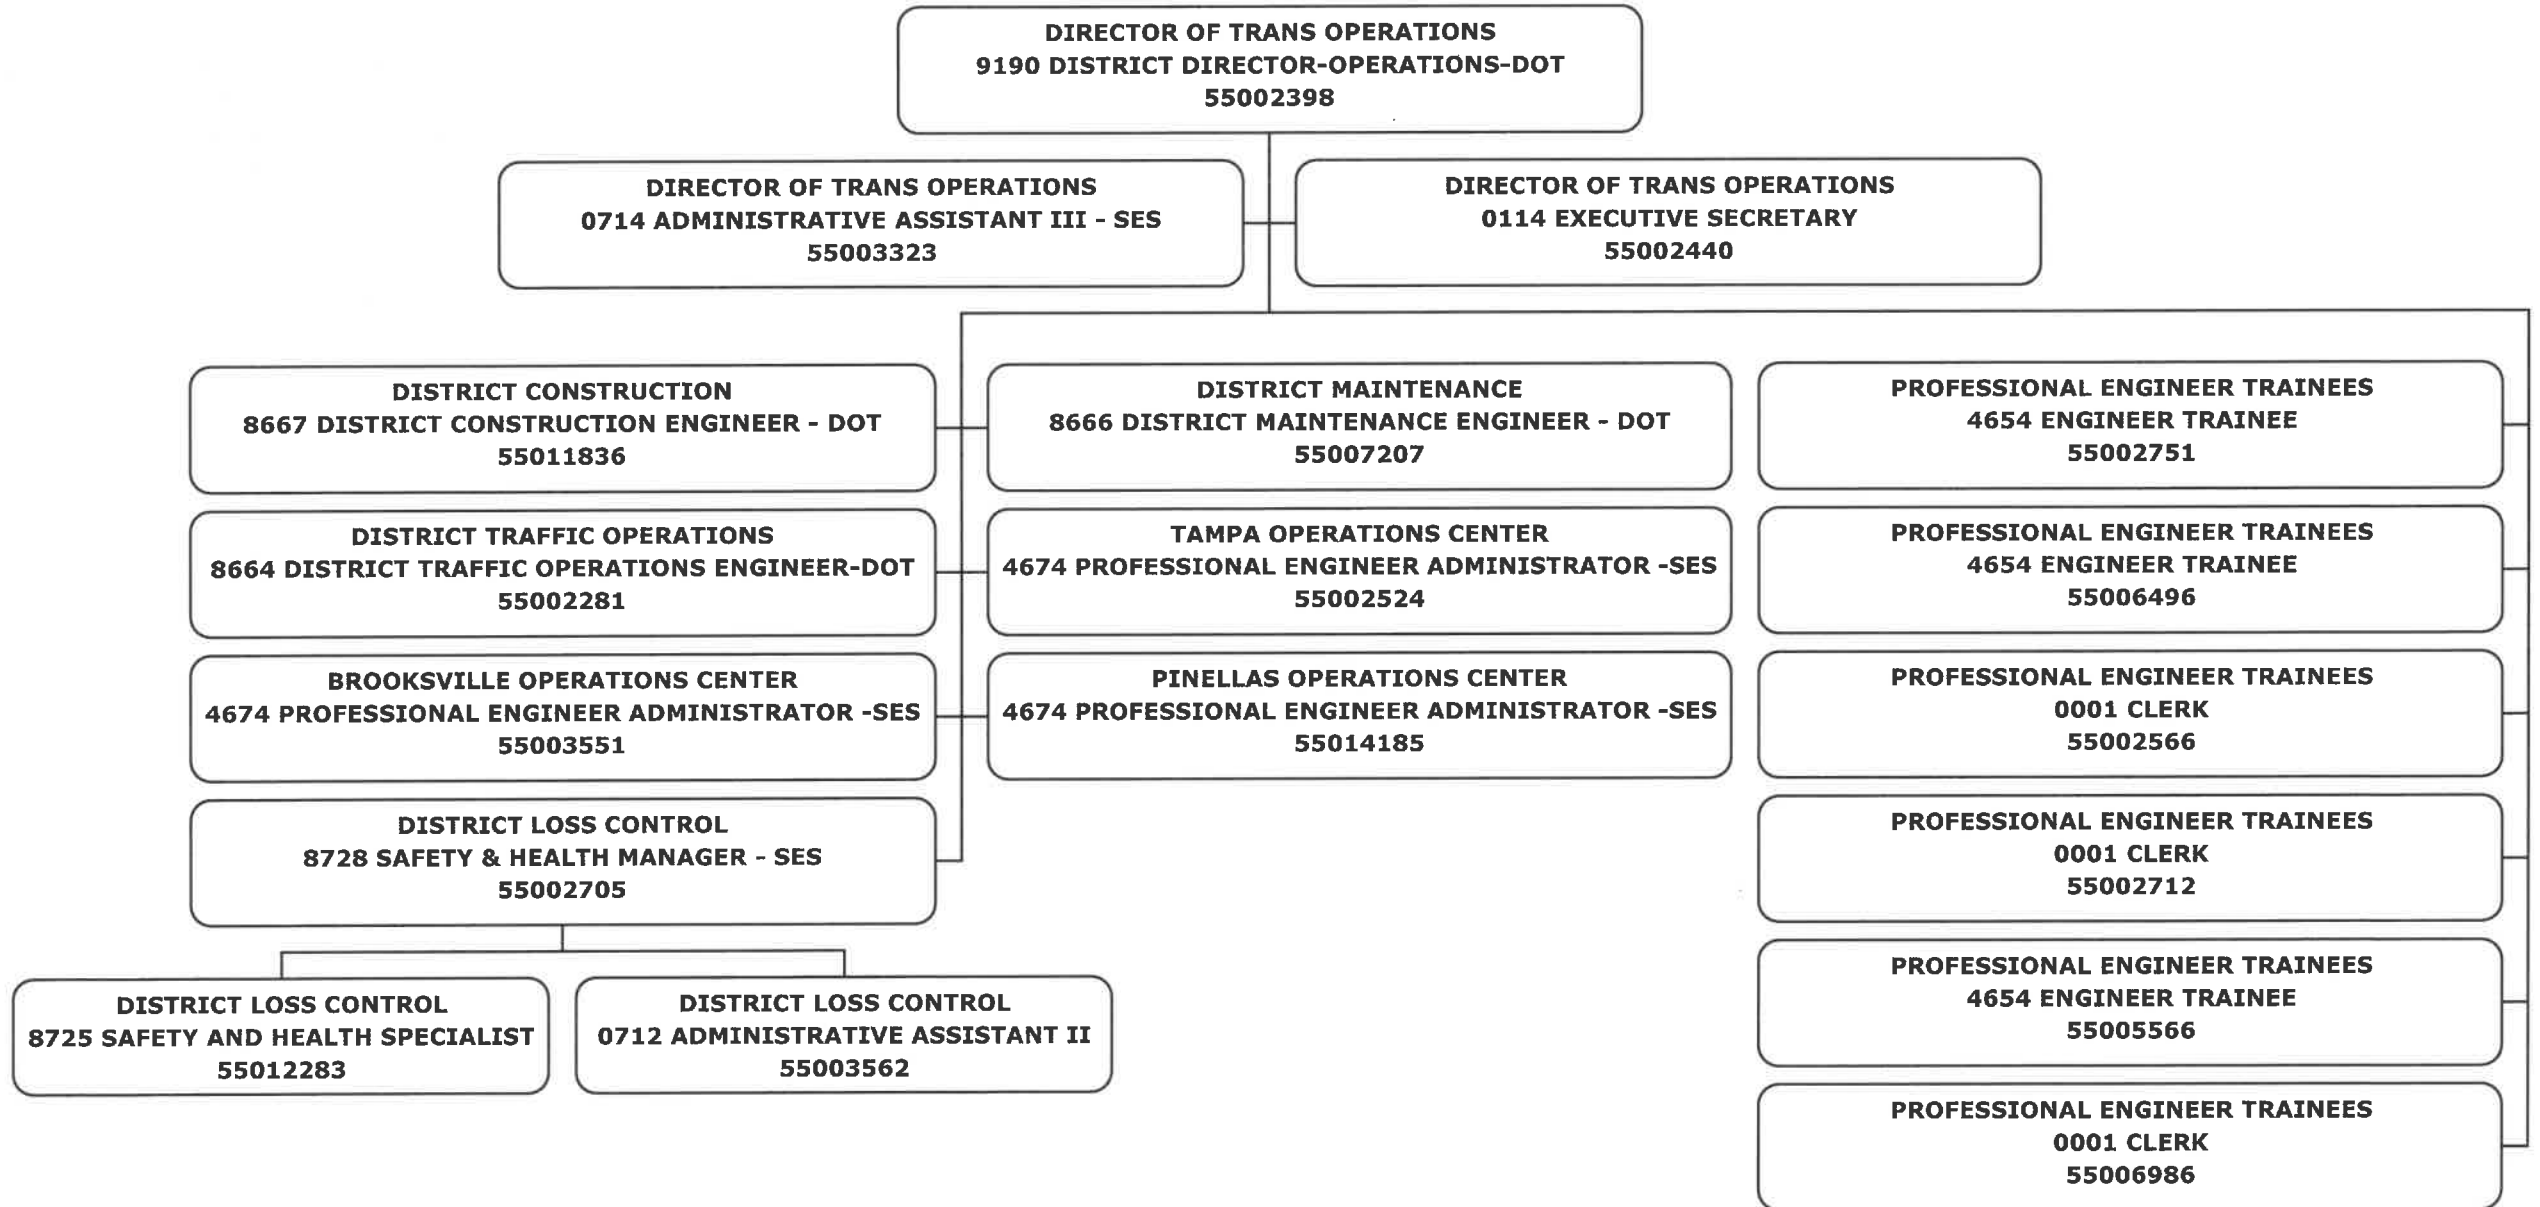 DIRECTOR OF TRANS OPERATIONS
9190 DISTRICT DIRECTOR-OPERATIONS-DOT
55002398
DIRECTOR OF TRANS OPERATIONS
0714 ADMINISTRATIVE ASSISTANT III - SES
55003323
DIRECTOR OF TRANS OPERATIONS
0114 EXECUTIVE SECRETARY
55002440
DISTRICT CONSTRUCTION
8667 DISTRICT CONSTRUCTION ENGINEER - DOT
55011836
DISTRICT MAINTENANCE
8666 DISTRICT MAINTENANCE ENGINEER - DOT
55007207
PROFESSIONAL ENGINEER TRAINEES
4654 ENGINEER TRAINEE
55002751
DISTRICT TRAFFIC OPERATIONS
8664 DISTRICT TRAFFIC OPERATIONS ENGINEER-DOT
55002281
TAMPA OPERATIONS CENTER
4674 PROFESSIONAL ENGINEER ADMINISTRATOR -SES
55002524
PROFESSIONAL ENGINEER TRAINEES
4654 ENGINEER TRAINEE
55006496
BROOKSVILLE OPERATIONS CENTER
4674 PROFESSIONAL ENGINEER ADMINISTRATOR -SES
55003551
PINELLAS OPERATIONS CENTER
4674 PROFESSIONAL ENGINEER ADMINISTRATOR -SES
55014185
PROFESSIONAL ENGINEER TRAINEES
0001 CLERK
55002566
DISTRICT LOSS CONTROL
8728 SAFETY & HEALTH MANAGER - SES
55002705
PROFESSIONAL ENGINEER TRAINEES
0001 CLERK
55002712
DISTRICT LOSS CONTROL
8725 SAFETY AND HEALTH SPECIALIST
55012283
DISTRICT LOSS CONTROL
0712 ADMINISTRATIVE ASSISTANT II
55003562
PROFESSIONAL ENGINEER TRAINEES
4654 ENGINEER TRAINEE
55005566
PROFESSIONAL ENGINEER TRAINEES
0001 CLERK
55006986